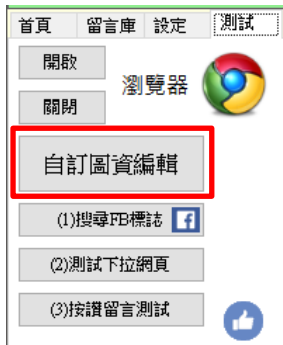 首頁 留言庫 設定 測試
開啟
瀏覽器
關閉
自訂圖資編輯
(1)搜尋FB標誌
(2)測試下拉網頁
(3)按讚留言測試